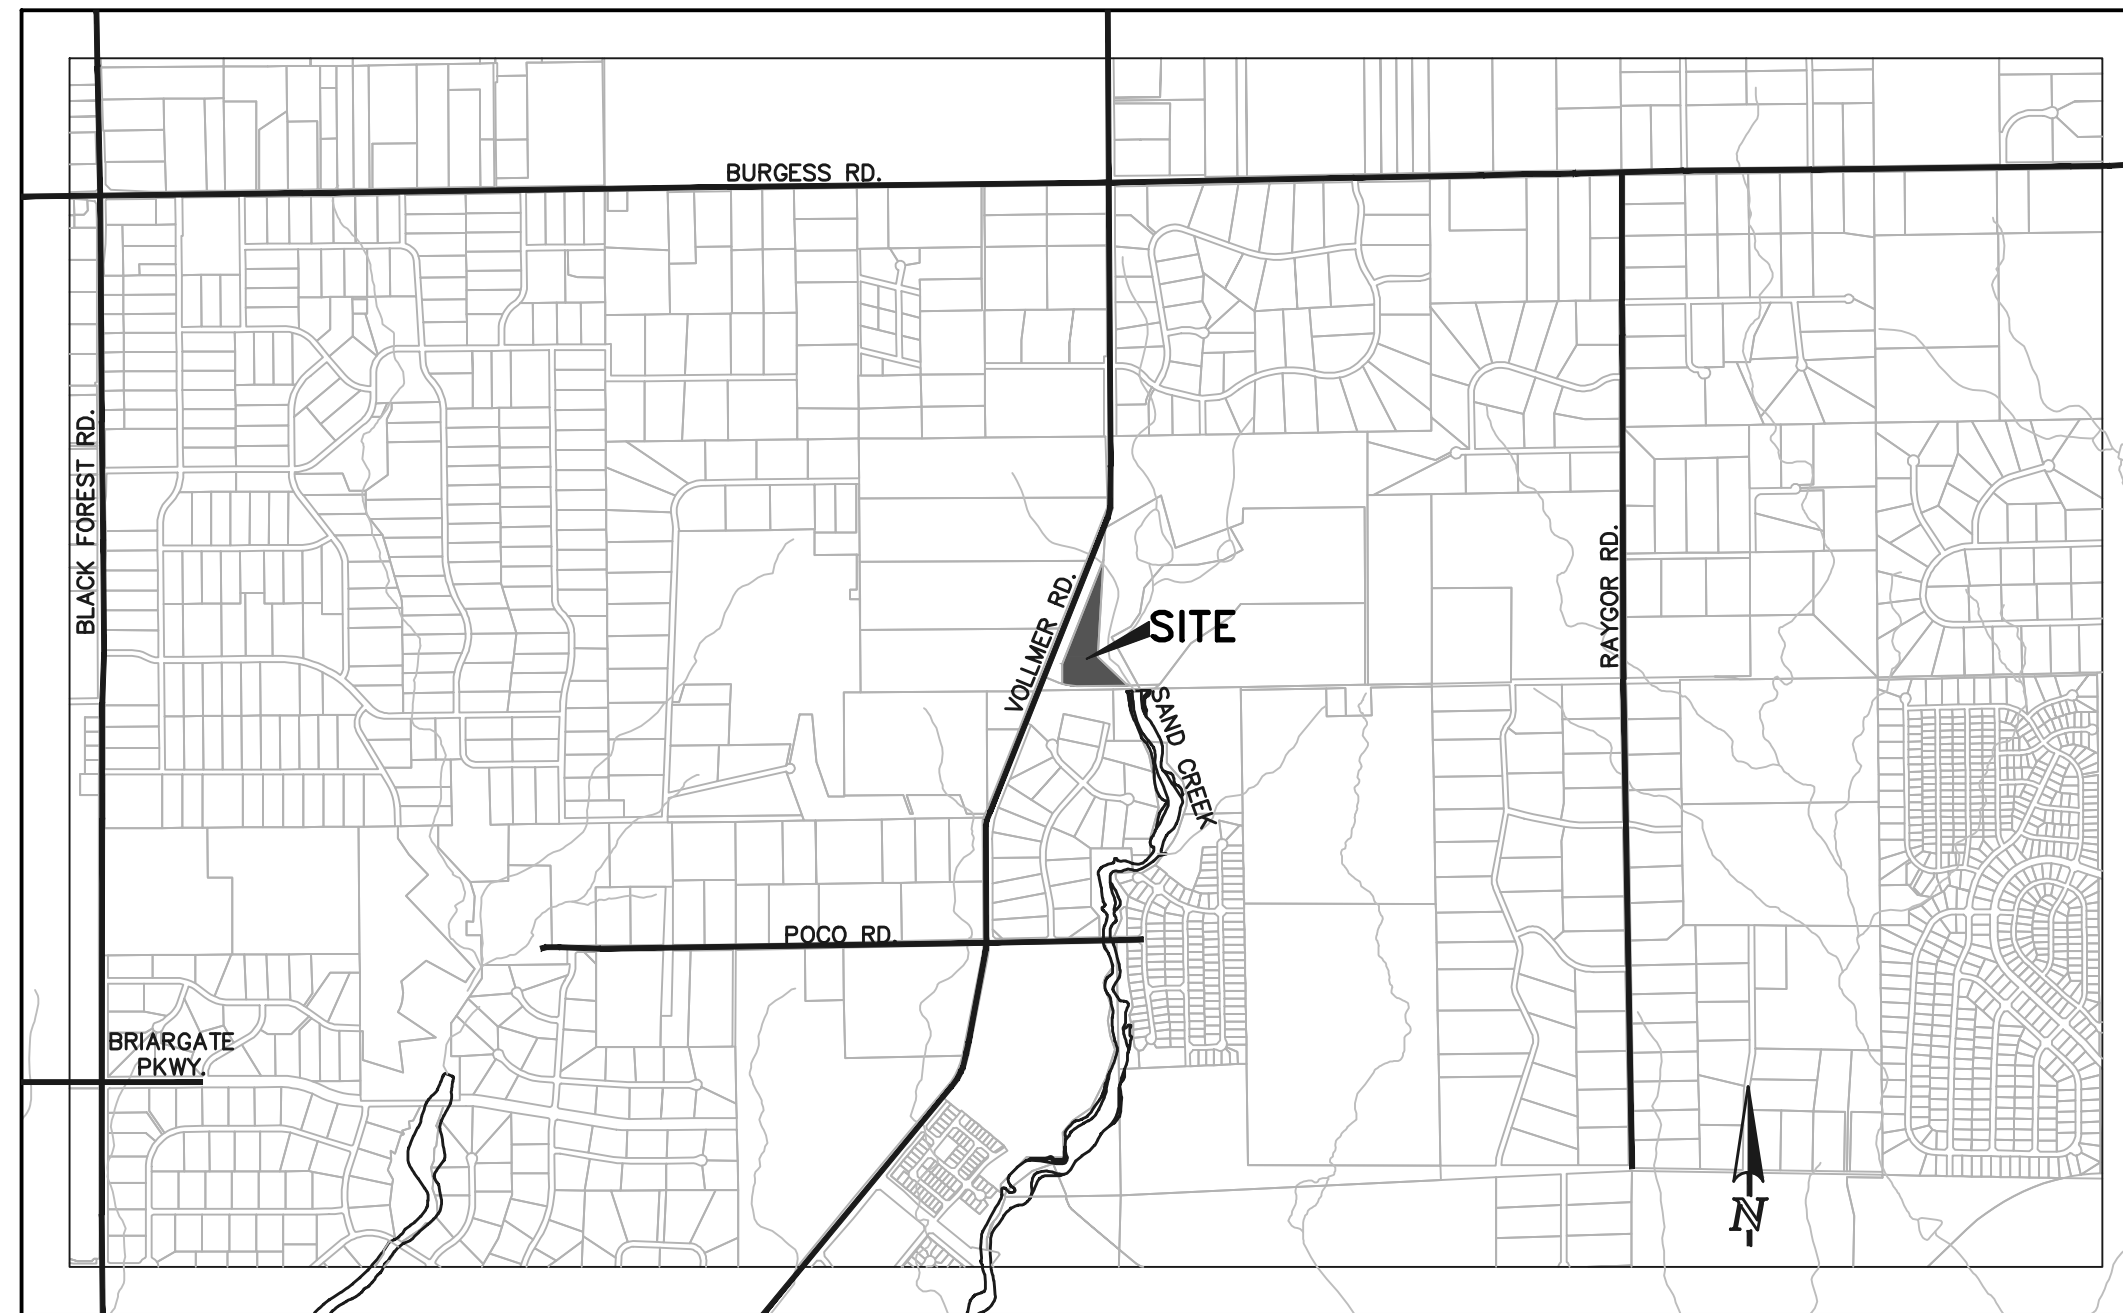 BURGESS RD.
BLACK FOREST RD.
VOLLMER RD.
SITE
RAYGOR RD.
SAND CREEK
POCO RD.
BRIARGATE
PKWY.
N